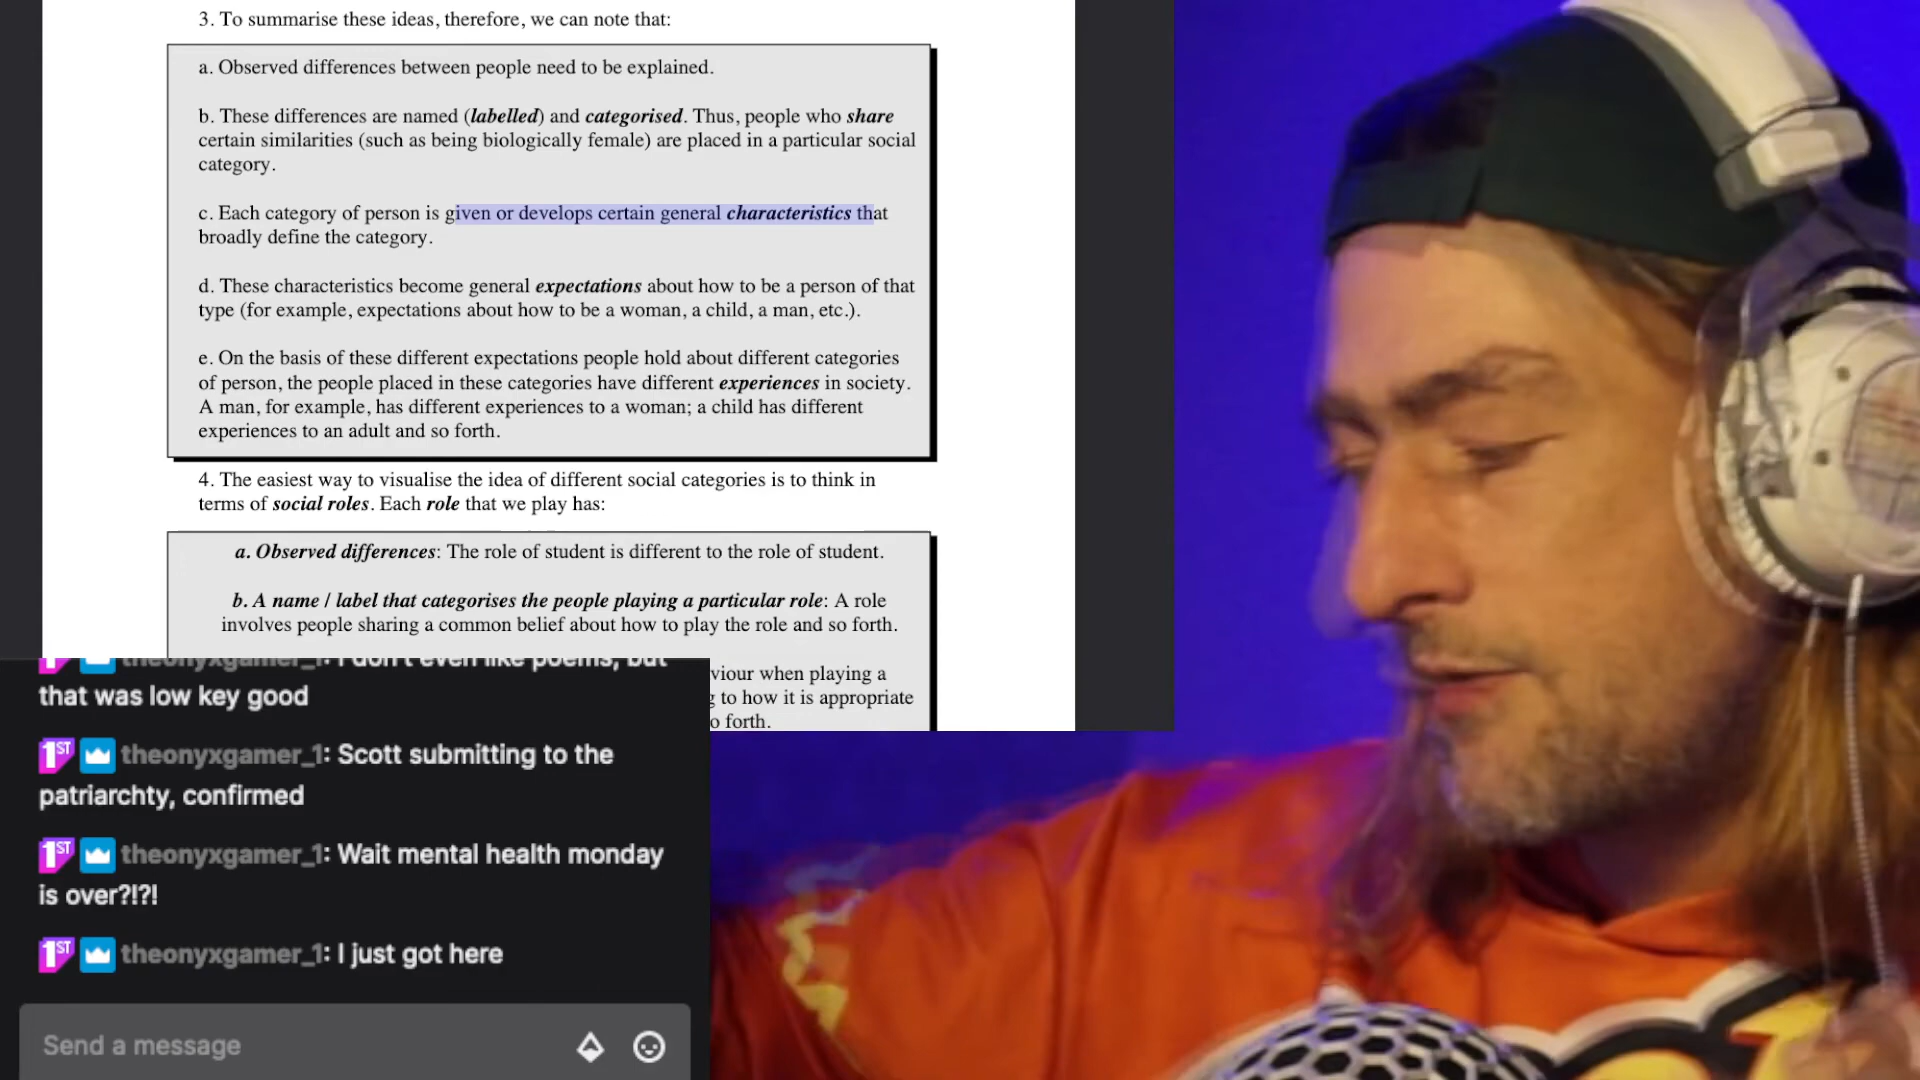 3. To summarise these ideas, therefore, we can note that:
a. Observed differences between people need to be explained.
b. These differences are named (labelled) and categorised. Thus, people who share
certain similarities (such as being biologically female) are placed in a particular social
category.
c. Each category of person is given or develops certain general characteristics that
broadly define the category.
d. These characteristics become general expectations about how to be a person of that
type (for example, expectations about how to be a woman, a child, a man, etc.).
e. On the basis of these different expectations people hold about different categories
of person, the people placed in these categories have different experiences in society.
A man, for example, has different experiences to a woman; a child has different
experiences to an adult and so forth.
4. The easiest way to visualise the idea of different social categories is to think in
terms of social roles. Each role that we play has:
a. Observed differences: The role of student is different to the role of student.
b. A name / label that categorises the people playing a particular role: A role
involves people sharing a common belief about how to play the role and so forth.
viour when playing a
to how it is appropriate
o forth.
theonyxgamer_1: I don't even like poems, but
that was low key good
1ST theonyxgamer_1: Scott submitting to the
patriarchty, confirmed
1ST theonyxgamer_1: Wait mental health monday
is over?!?!
1ST theonyxgamer_1: I just got here
Send a message